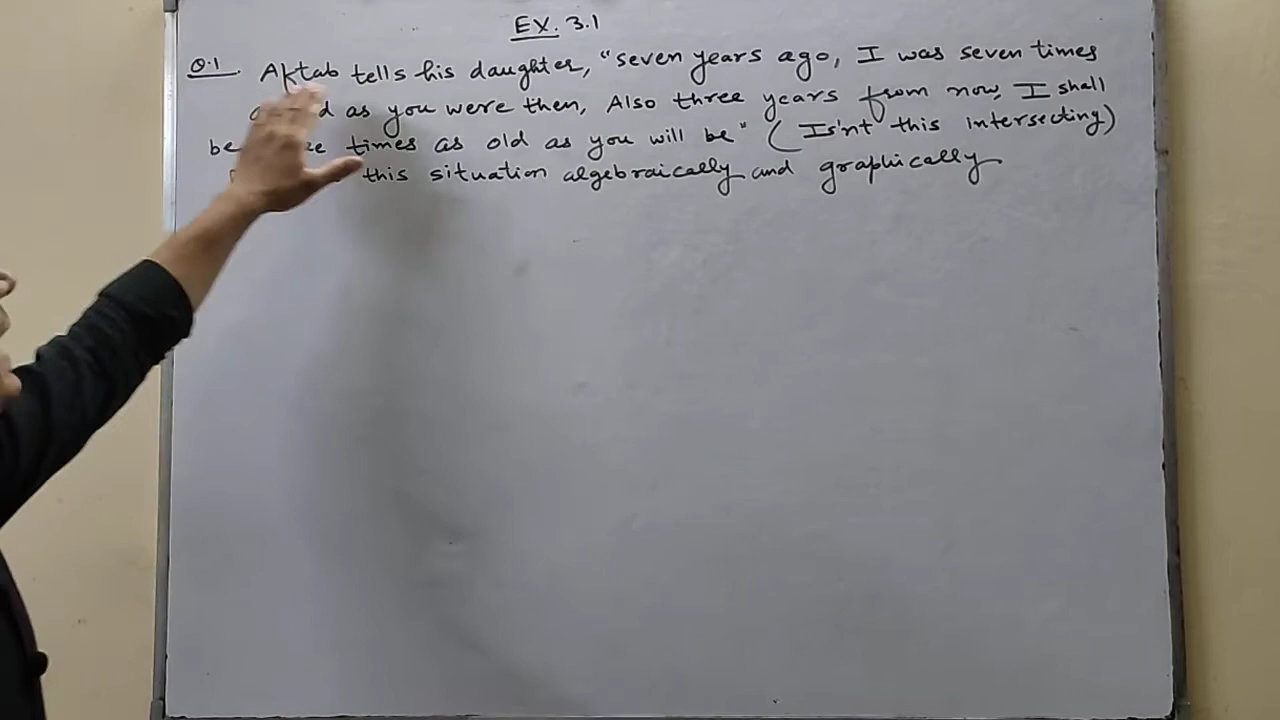 EX. 3.1
Q.1 Aftab tells his daughter, "seven years ago, I was seven times
as you were then, Also three years from now, I shall
be times as old as you will be" ( Is'nt this intersecting)
this situation algebraically and graphically